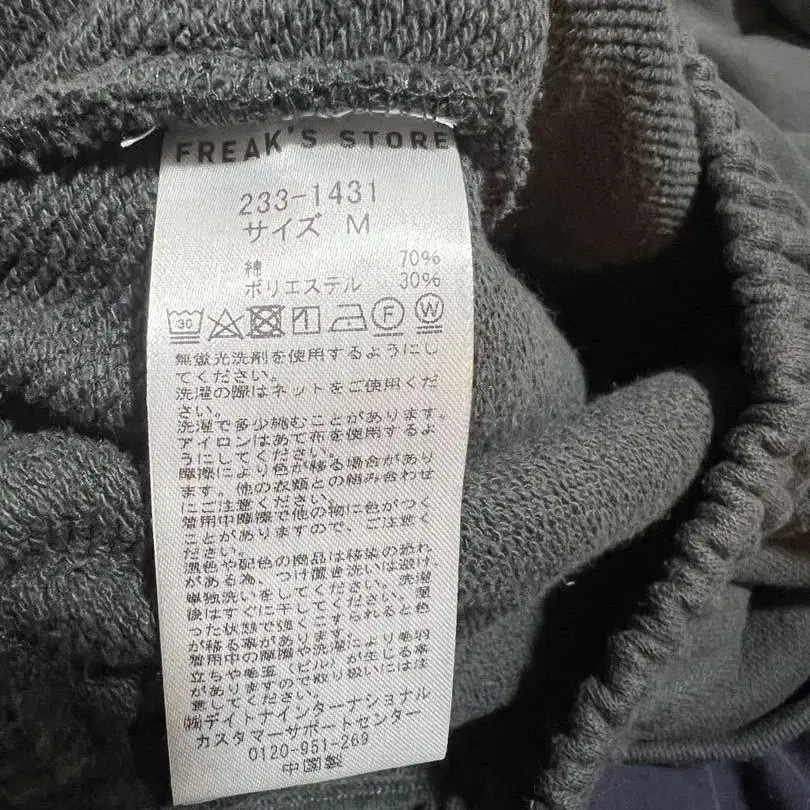 FREAK'S STORE
233-1431
サイズ M
綿 70%
ポリエステル 30%
30 F W
無蛍光洗剤を使用するようにし
てください。
洗濯の際はネットをご使用くだ
さい。
洗濯で多少縮むことがあります。
アイロンはあて布を使用するよ
うにしてください。
摩擦により色が移る場合があり
ます。他の衣類との組み合わせ
にご注意ください。
着用中摩擦で他の物に色がつく
ことがありますので、ご注意く
ださい。
濃色や配色の商品は移染の恐れ
がある為、つけ置き洗いは避け、
単独洗いをしてください。洗濯
後はすぐに干してください。湿
った状態で強くこすられると色
が移る事があります。
着用中の摩擦や洗濯により毛羽
立ちや毛玉(ピル)が生じる事
がありますので取り扱いには注
意してください。
㈱デイトナインターナショナル
カスタマーサポートセンター
0120-951-269
中国製